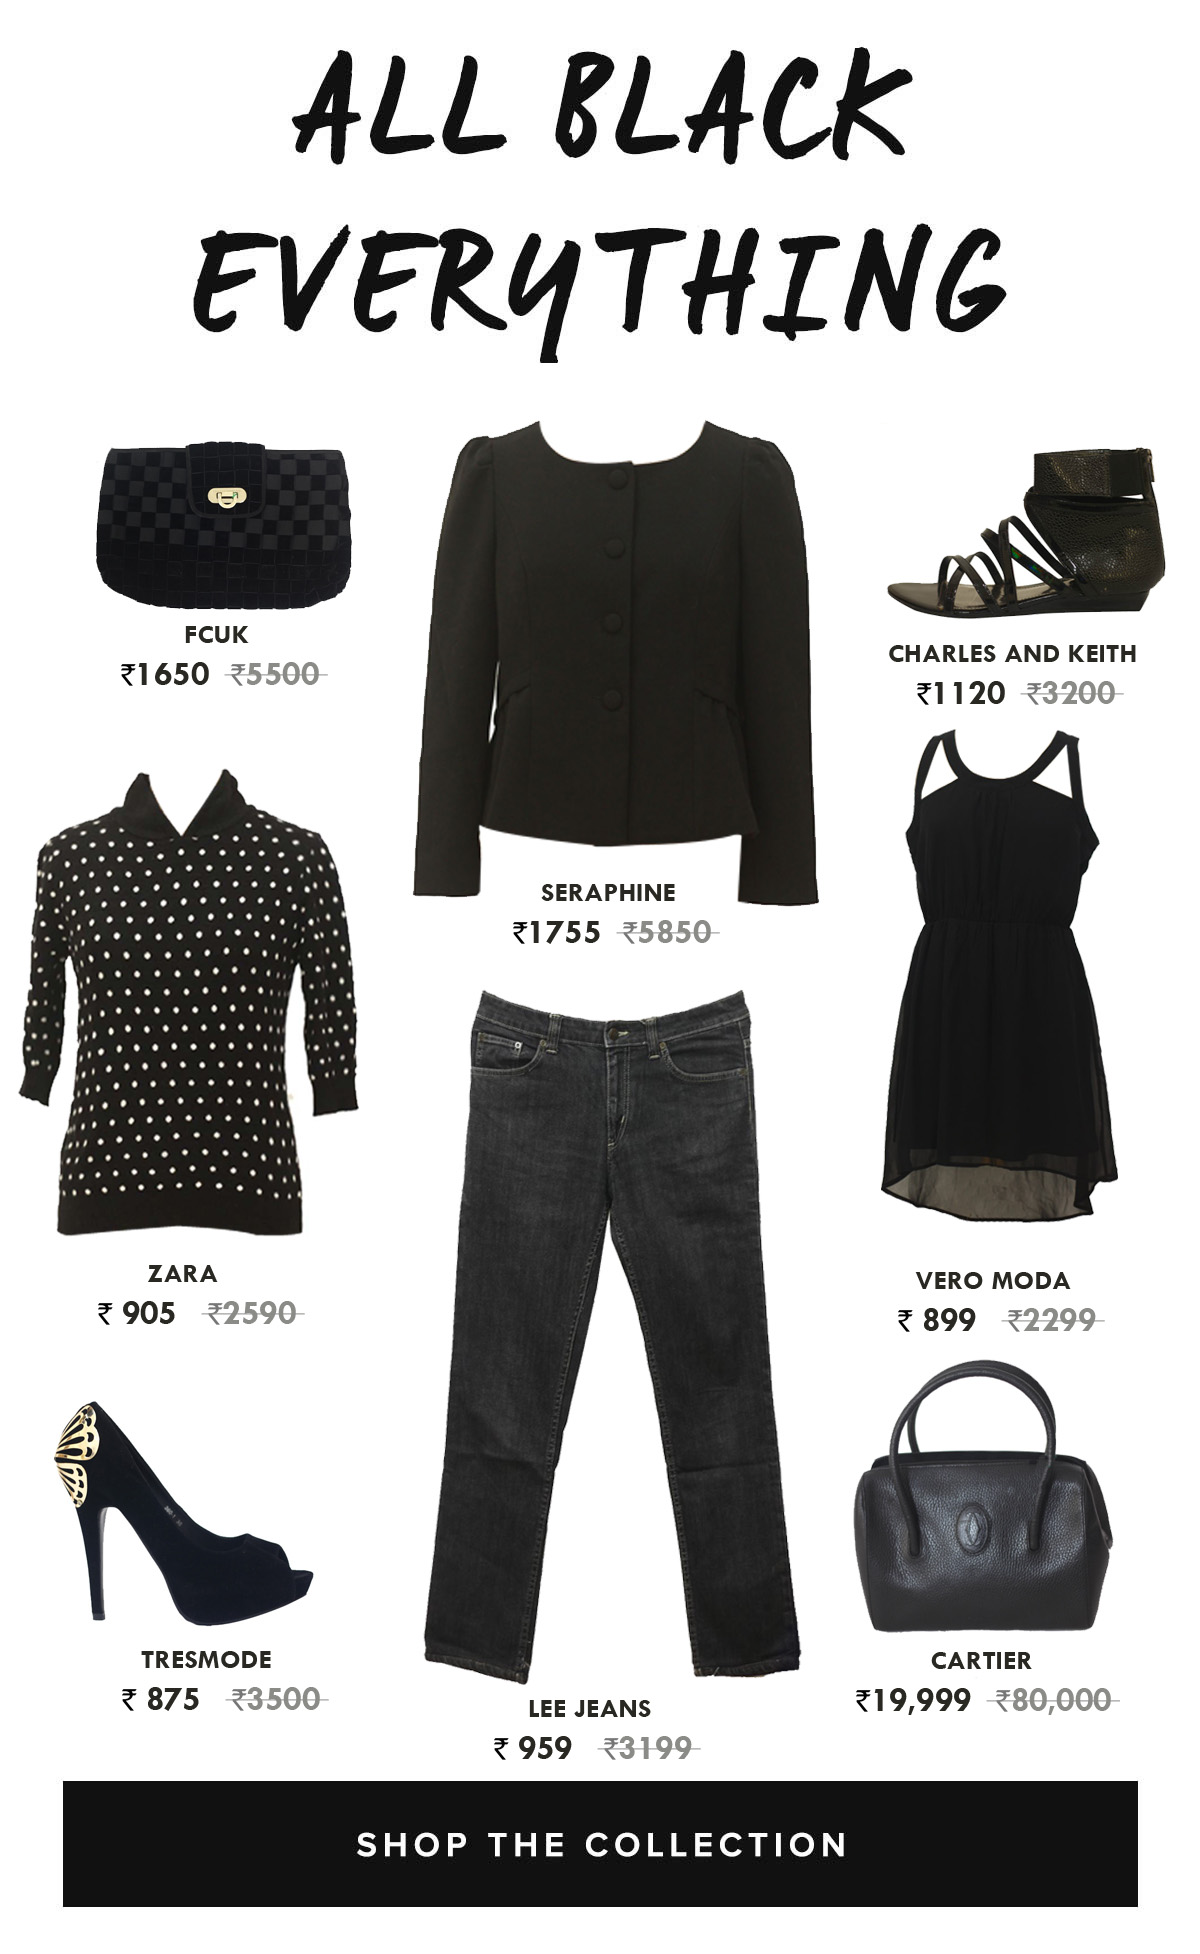 ALL BLACK
EVERYTHING
FCUK
₹1650 ₹5500
CHARLES AND KEITH
₹1120 ₹3200
SERAPHINE
₹1755 ₹5850
ZARA
₹ 905 ₹2590
VERO MODA
₹ 899 ₹2299
TRESMODE
₹ 875 ₹3500
LEE JEANS
₹ 959 ₹3199
CARTIER
₹19,999 ₹80,000
SHOP THE COLLECTION